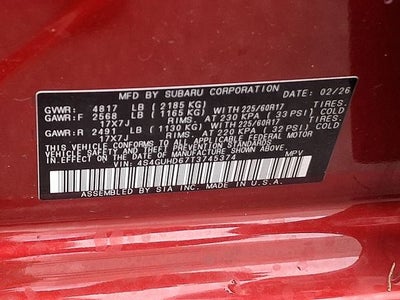 MFD BY SUBARU CORPORATION DATE: 02/26
GVWR: 4817 LB (2185 KG)
GAWR:F 2568 LB (1165 KG) WITH 225/60R17 TIRES.
17X7J RIMS. AT 230 KPA (33 PSI) COLD
GAWR:R 2491 LB (1130 KG) WITH 225/60R17 TIRES.
17X7J RIMS. AT 220 KPA (32 PSI) COLD
THIS VEHICLE CONFORMS TO ALL APPLICABLE FEDERAL MOTOR
VEHICLE SAFETY AND THEFT PREVENTION STANDARDS IN EFFECT
ON THE DATE OF MANUFACTURE SHOWN ABOVE.
VIN: 4S4GUHD67T3745374 MPV
ASSEMBLED BY SIA INC. MADE IN U.S.A.